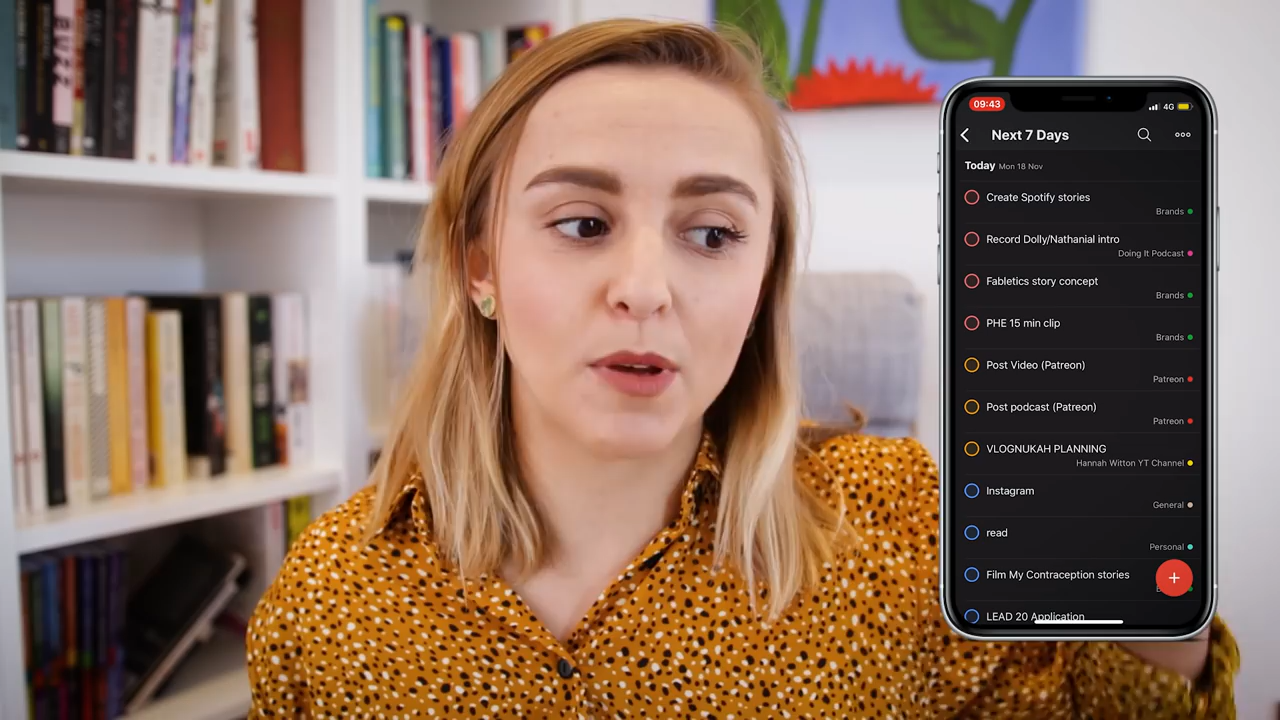 BUZZ
09:43
4G
Next 7 Days
Today Mon 18 Nov
Create Spotify stories
Brands
Record Dolly/Nathanial intro
Doing It Podcast
Fabletics story concept
Brands
PHE 15 min clip
Brands
Post Video (Patreon)
Patreon
Post podcast (Patreon)
Patreon
VLOGNUKAH PLANNING
Hannah Witton YT Channel
Instagram
General
read
Personal
Film My Contraception stories
LEAD 20 Application